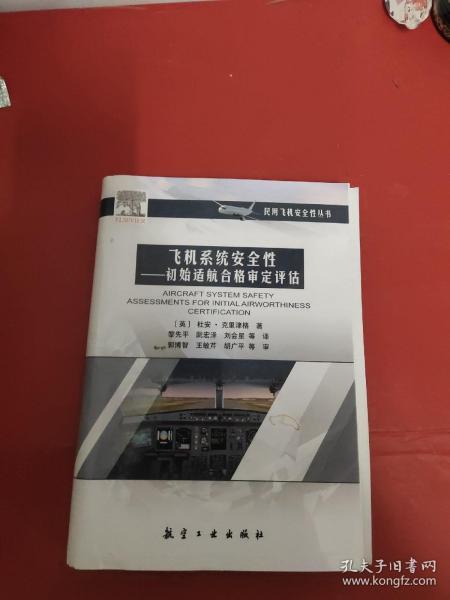 ELSEVIER
民用飞机安全性丛书
飞机系统安全性
——初始适航合格审定评估
AIRCRAFT SYSTEM SAFETY
ASSESSMENTS FOR INITIAL AIRWORTHINESS
CERTIFICATION
[英] 杜安·克里津格 著
黎先平 阮宏泽 刘会星 等 译
郭博智 王敏芹 胡广平 等 审
航空工业出版社
孔夫子旧书网
www.kongfz.com